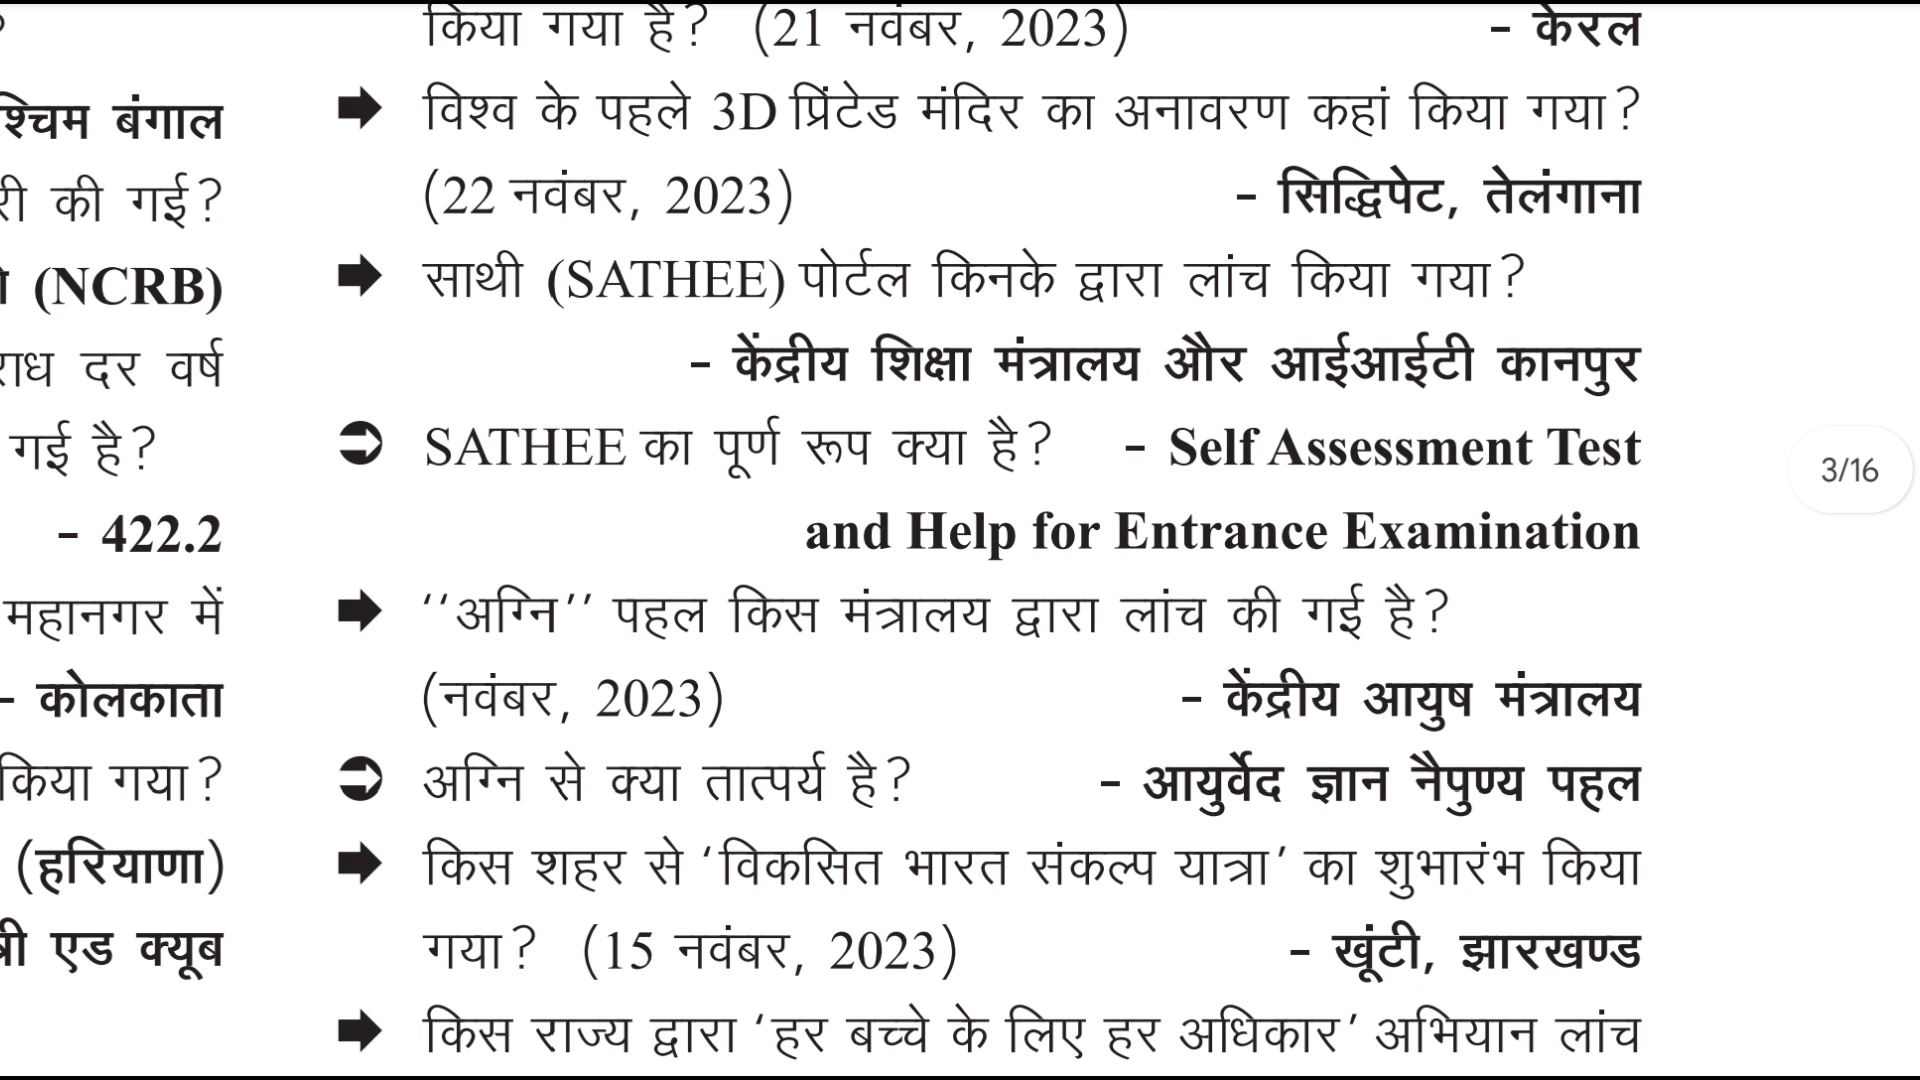 ?
श्चिम बंगाल
री की गई?
(NCRB)
राध दर वर्ष
गई है?
- 422.2
महानगर में
- कोलकाता
किया गया?
(हरियाणा)
त्री एड क्यूब
किया गया है? (21 नवंबर, 2023) - केरल
विश्व के पहले 3D प्रिंटेड मंदिर का अनावरण कहां किया गया?
(22 नवंबर, 2023) - सिद्धिपेट, तेलंगाना
साथी (SATHEE) पोर्टल किनके द्वारा लांच किया गया?
- केंद्रीय शिक्षा मंत्रालय और आईआईटी कानपुर
SATHEE का पूर्ण रूप क्या है? - Self Assessment Test
and Help for Entrance Examination
''अग्नि'' पहल किस मंत्रालय द्वारा लांच की गई है?
(नवंबर, 2023) - केंद्रीय आयुष मंत्रालय
अग्नि से क्या तात्पर्य है? - आयुर्वेद ज्ञान नैपुण्य पहल
किस शहर से ‘विकसित भारत संकल्प यात्रा’ का शुभारंभ किया
गया? (15 नवंबर, 2023) - खूंटी, झारखण्ड
किस राज्य द्वारा ‘हर बच्चे के लिए हर अधिकार’ अभियान लांच
3/16